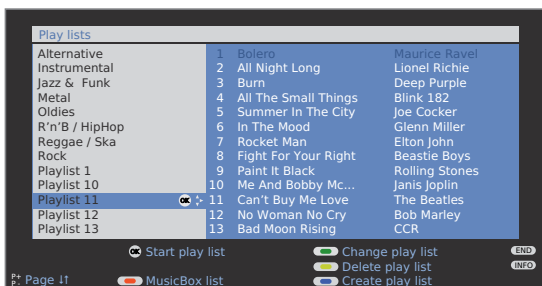 Play lists
Alternative 1 Bolero Maurice Ravel
Instrumental 2 All Night Long Lionel Richie
Jazz & Funk 3 Burn Deep Purple
Metal 4 All The Small Things Blink 182
Oldies 5 Summer In The City Joe Cocker
R'n'B / HipHop 6 In The Mood Glenn Miller
Reggae / Ska 7 Rocket Man Elton John
Rock 8 Fight For Your Right Beastie Boys
Playlist 1 9 Paint It Black Rolling Stones
Playlist 10 10 Me And Bobby Mc... Janis Joplin
Playlist 11 OK 11 Can't Buy Me Love The Beatles
Playlist 12 12 No Woman No Cry Bob Marley
Playlist 13 13 Bad Moon Rising CCR
OK Start play list Change play list END
Delete play list INFO
P+ P- Page ↓↑ MusicBox list Create play list